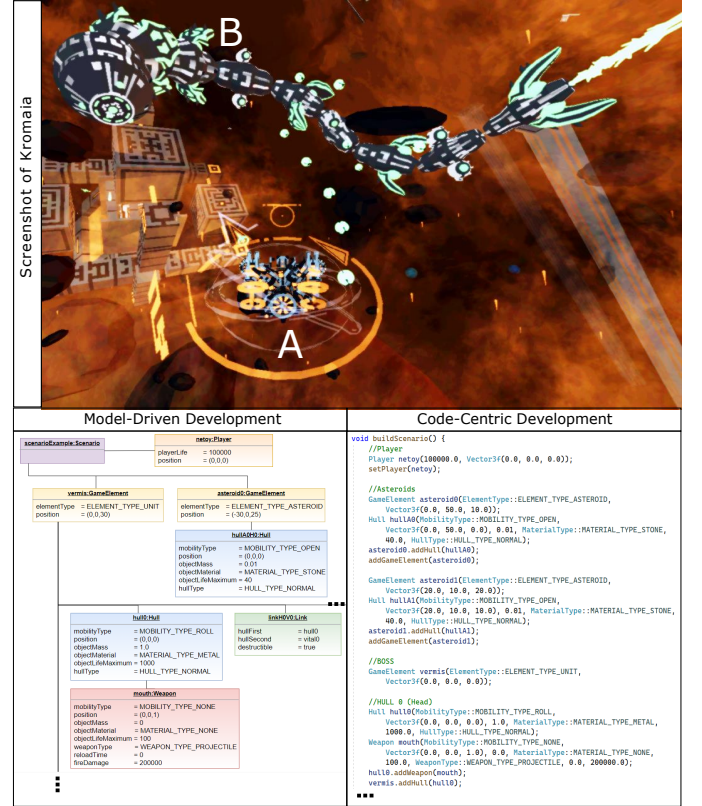 Screenshot of Kromaia
B
A
Model-Driven Development
scenarioExample:Scenario
netoy:Player
playerLife = 100000
position = (0,0,0)
vermis:GameElement
elementType = ELEMENT_TYPE_UNIT
position = (0,0,30)
asteroid0:GameElement
elementType = ELEMENT_TYPE_ASTEROID
position = (-30,0,25)
hullA0H0:Hull
mobilityType = MOBILITY_TYPE_OPEN
position = (0,0,0)
objectMass = 0.01
objectMaterial = MATERIAL_TYPE_STONE
objectLifeMaximum = 40
hullType = HULL_TYPE_NORMAL
hull0:Hull
mobilityType = MOBILITY_TYPE_ROLL
position = (0,0,0)
objectMass = 1.0
objectMaterial = MATERIAL_TYPE_METAL
objectLifeMaximum = 1000
hullType = HULL_TYPE_NORMAL
linkH0V0:Link
hullFirst = hull0
hullSecond = vital0
destructible = true
mouth:Weapon
mobilityType = MOBILITY_TYPE_NONE
position = (0,0,1)
objectMass = 0
objectMaterial = MATERIAL_TYPE_NONE
objectLifeMaximum = 100
weaponType = WEAPON_TYPE_PROJECTILE
reloadTime = 0
fireDamage = 200000
Code-Centric Development
void buildScenario() {
//Player
Player netoy(100000.0, Vector3f(0.0, 0.0, 0.0));
setPlayer(netoy);
//Asteroids
GameElement asteroid0(ElementType::ELEMENT_TYPE_ASTEROID,
Vector3f(0.0, 50.0, 10.0));
Hull hullA0(MobilityType::MOBILITY_TYPE_OPEN,
Vector3f(0.0, 50.0, 0.0), 0.01, MaterialType::MATERIAL_TYPE_STONE,
40.0, HullType::HULL_TYPE_NORMAL);
asteroid0.addHull(hullA0);
addGameElement(asteroid0);
GameElement asteroid1(ElementType::ELEMENT_TYPE_ASTEROID,
Vector3f(20.0, 10.0, 20.0));
Hull hullA1(MobilityType::MOBILITY_TYPE_OPEN,
Vector3f(20.0, 10.0, 10.0), 0.01, MaterialType::MATERIAL_TYPE_STONE,
40.0, HullType::HULL_TYPE_NORMAL);
asteroid1.addHull(hullA1);
addGameElement(asteroid1);
//BOSS
GameElement vermis(ElementType::ELEMENT_TYPE_UNIT,
Vector3f(0.0, 0.0, 0.0));
//HULL 0 (Head)
Hull hull0(MobilityType::MOBILITY_TYPE_ROLL,
Vector3f(0.0, 0.0, 0.0), 1.0, MaterialType::MATERIAL_TYPE_METAL,
1000.0, HullType::HULL_TYPE_NORMAL);
Weapon mouth(MobilityType::MOBILITY_TYPE_NONE,
Vector3f(0.0, 0.0, 1.0), 0.0, MaterialType::MATERIAL_TYPE_NONE,
100.0, WeaponType::WEAPON_TYPE_PROJECTILE, 0.0, 200000.0);
hull0.addWeapon(mouth);
vermis.addHull(hull0);